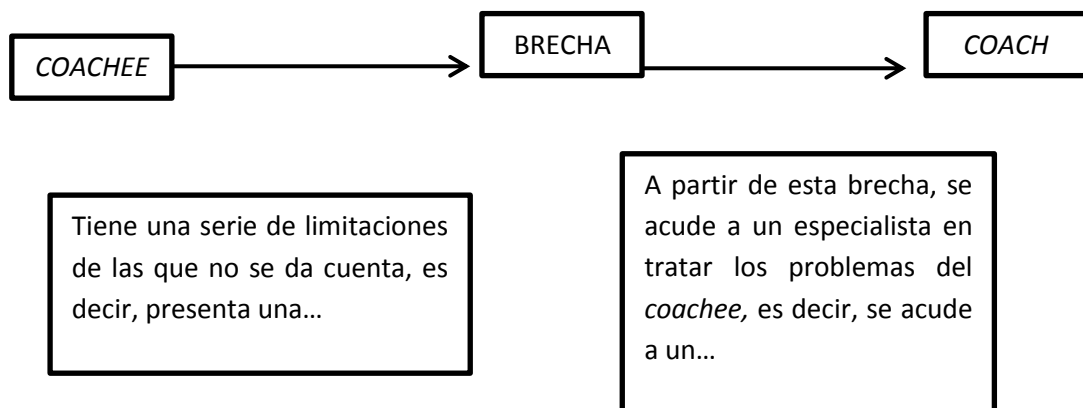 COACHEE
BRECHA
COACH
Tiene una serie de limitaciones
de las que no se da cuenta, es
decir, presenta una…
A partir de esta brecha, se
acude a un especialista en
tratar los problemas del
coachee, es decir, se acude
a un…